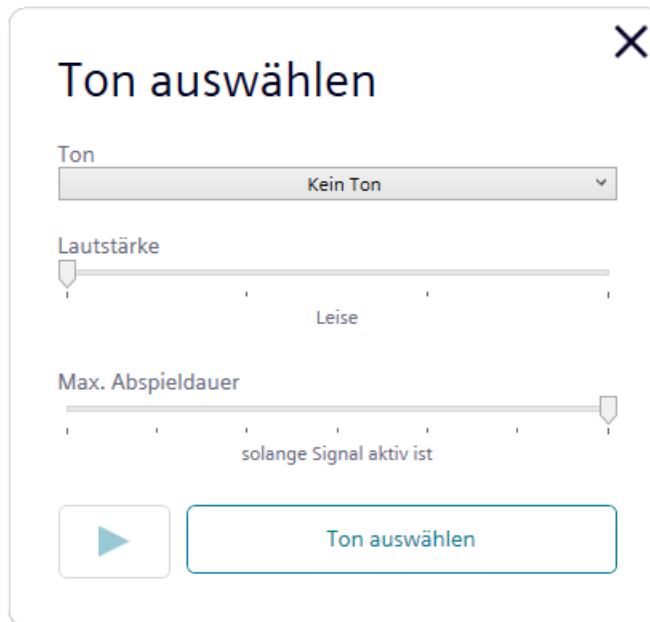 Ton auswählen
Ton
Kein Ton
Lautstärke
Leise
Max. Abspieldauer
solange Signal aktiv ist
Ton auswählen